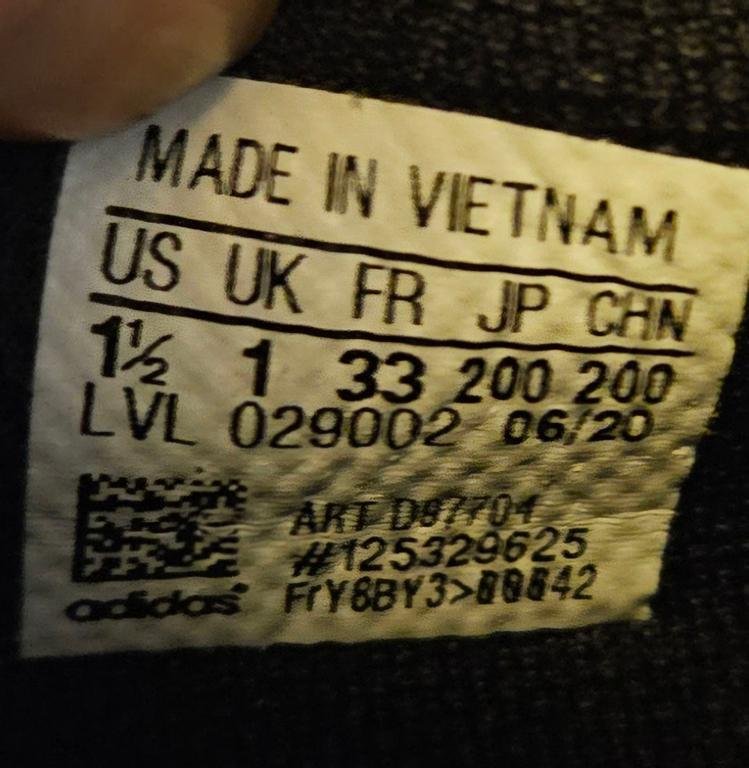 MADE IN VIETNAM
US UK FR JP CHN
1½ 1 33 200 200
LVL 029002 06/20
ART D97704
#125329625
adidas